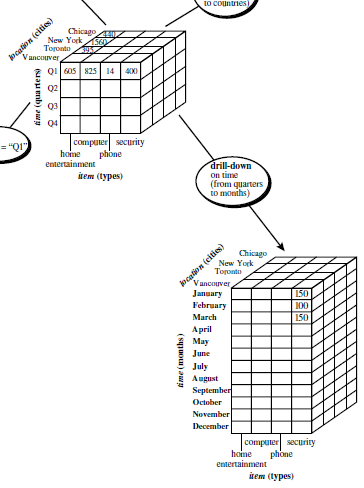 to countries)
location (cities)
Chicago
440
New York
1560
Toronto
395
Vancouver
time (quarters)
Q1 605 825 14 400
Q2
Q3
Q4
computer security
home phone
entertainment
item (types)
= "Q1"
drill-down
on time
(from quarters
to months)
location (cities)
Chicago
New York
Toronto
Vancouver
time (months)
January 150
February 100
March 150
April
May
June
July
August
September
October
November
December
computer security
home phone
entertainment
item (types)